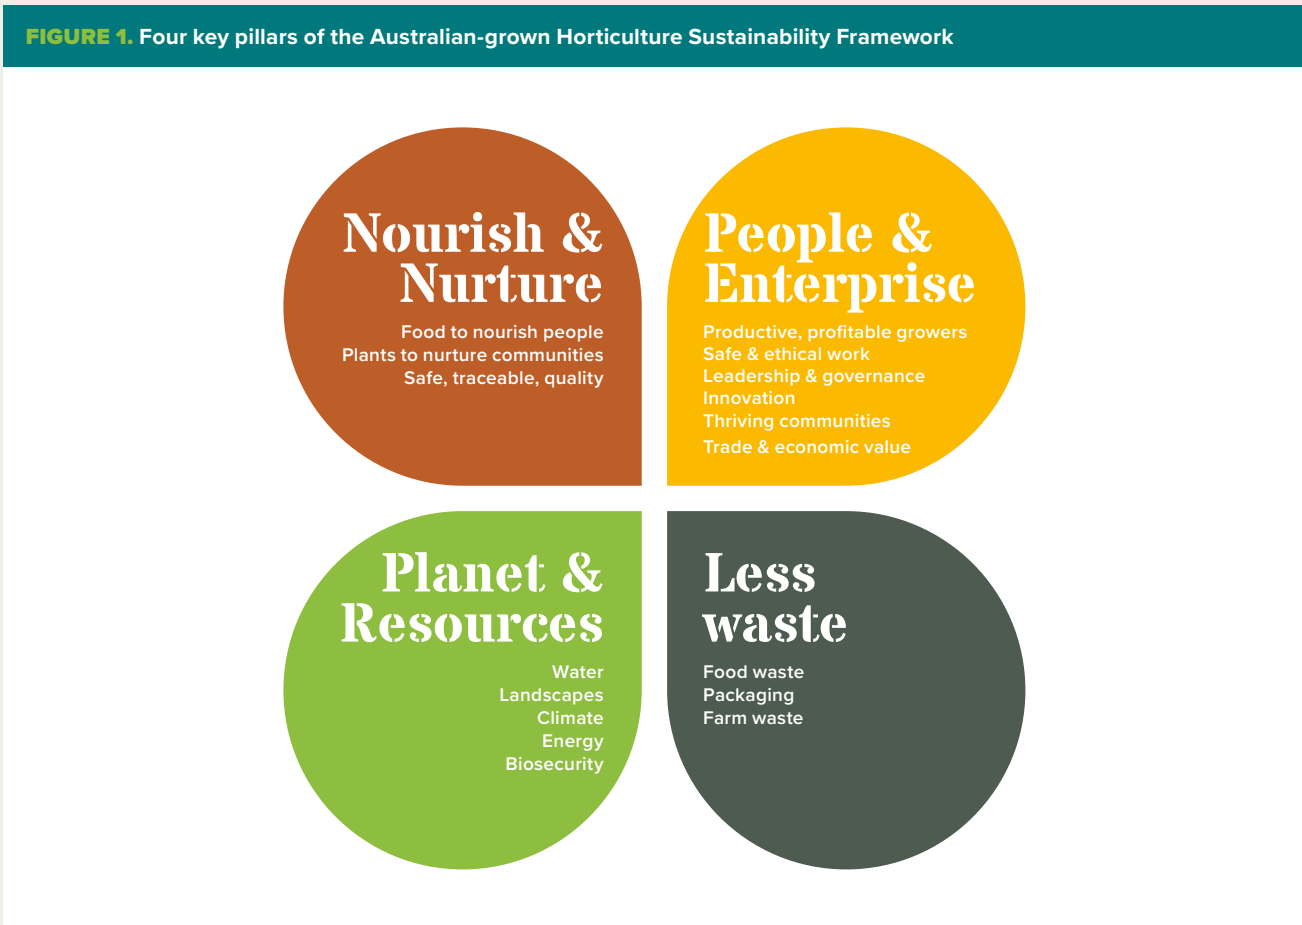 FIGURE 1. Four key pillars of the Australian-grown Horticulture Sustainability Framework
Nourish &
Nurture
Food to nourish people
Plants to nurture communities
Safe, traceable, quality
People &
Enterprise
Productive, profitable growers
Safe & ethical work
Leadership & governance
Innovation
Thriving communities
Trade & economic value
Planet &
Resources
Water
Landscapes
Climate
Energy
Biosecurity
Less
waste
Food waste
Packaging
Farm waste